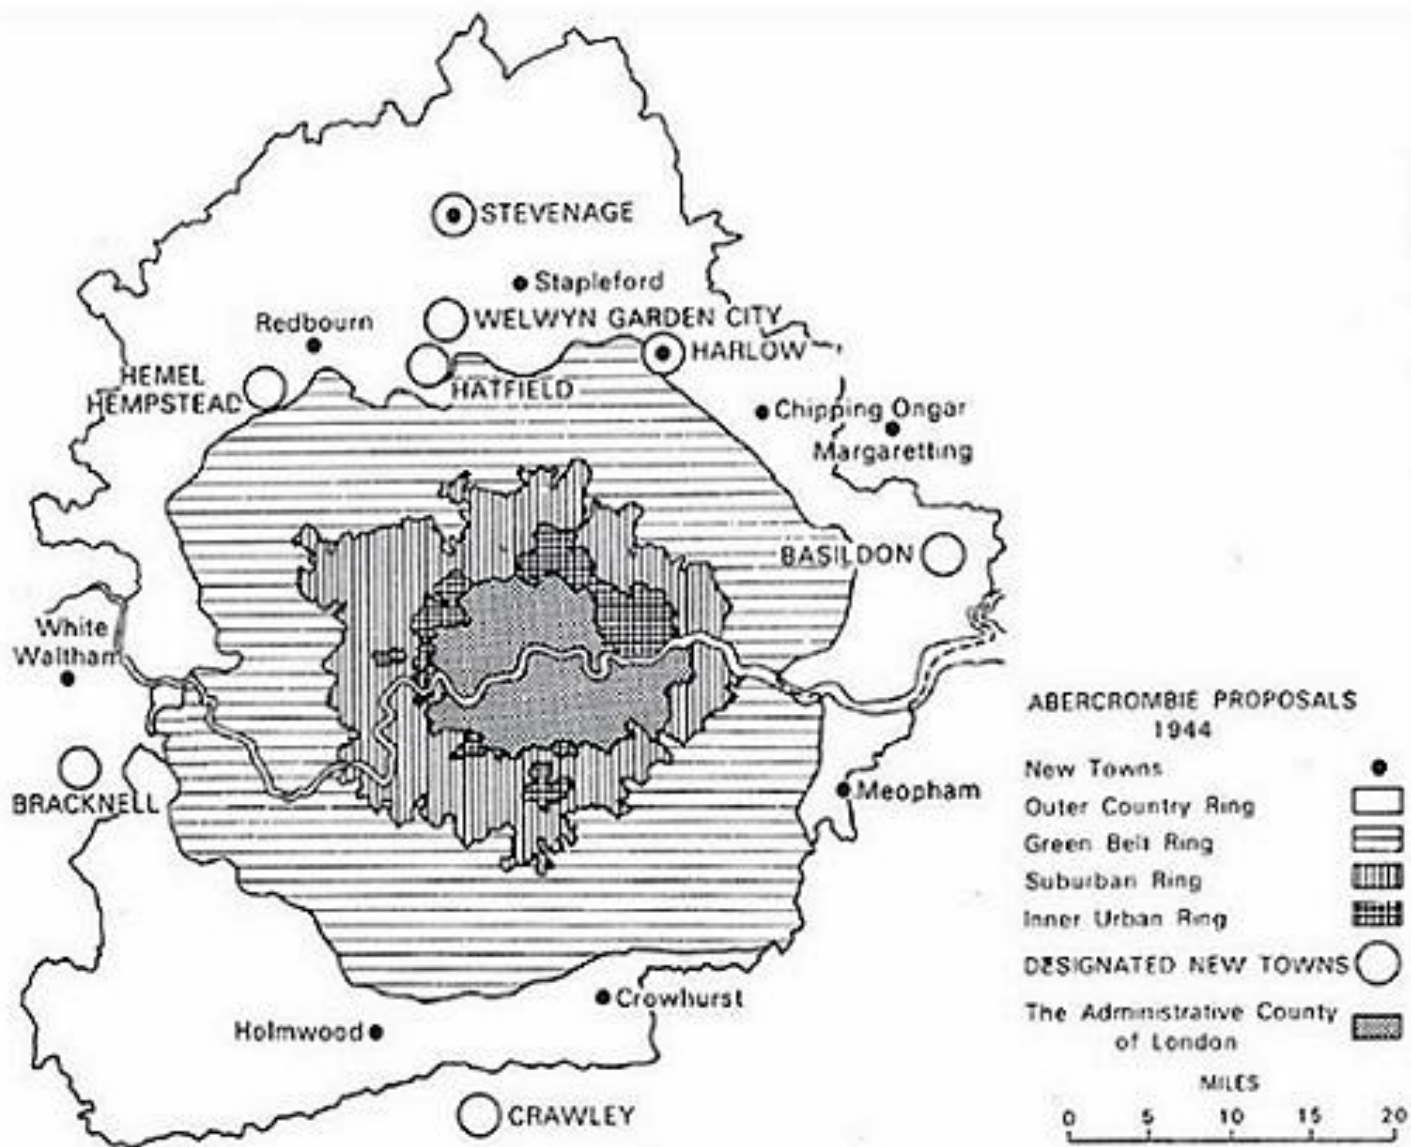 STEVENAGE
Stapleford
WELWYN GARDEN CITY
Redbourn
HARLOW
HEMEL
HEMPSTEAD
HATFIELD
Chipping Ongar
Margaretting
BASILDON
White
Waltham
BRACKNELL
Meopham
Crowhurst
Holmwood
CRAWLEY
ABERCROMBIE PROPOSALS
1944
New Towns
Outer Country Ring
Green Belt Ring
Suburban Ring
Inner Urban Ring
DESIGNATED NEW TOWNS
The Administrative County
of London
MILES
0 5 10 15 20